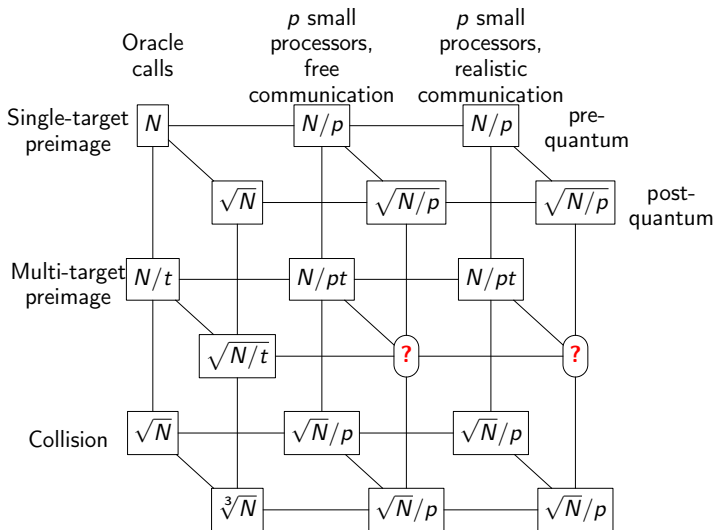 Oracle
calls
p small
processors,
free
communication
p small
processors,
realistic
communication
Single-target
preimage
N
N/p
N/p
pre-
quantum
√N
√N/p
√N/p
post-
quantum
Multi-target
preimage
N/t
N/pt
N/pt
√N/t
?
?
Collision
√N
√N/p
√N/p
∛N
√N/p
√N/p